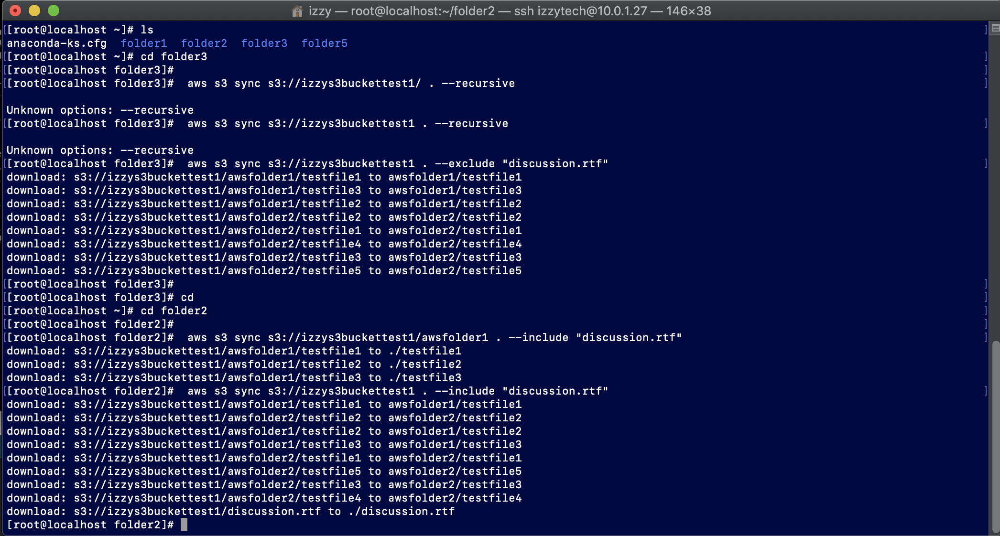 izzy — root@localhost:~/folder2 — ssh izzytech@10.0.1.27 — 146×38
[[root@localhost ~]# ls ]
anaconda-ks.cfg  folder1  folder2  folder3  folder5
[[root@localhost ~]# cd folder3 ]
[[root@localhost folder3]# ]
[[root@localhost folder3]#  aws s3 sync s3://izzys3buckettest1/ . --recursive ]
Unknown options: --recursive
[[root@localhost folder3]#  aws s3 sync s3://izzys3buckettest1 . --recursive ]
Unknown options: --recursive
[[root@localhost folder3]#  aws s3 sync s3://izzys3buckettest1 . --exclude "discussion.rtf" ]
download: s3://izzys3buckettest1/awsfolder1/testfile1 to awsfolder1/testfile1
download: s3://izzys3buckettest1/awsfolder1/testfile3 to awsfolder1/testfile3
download: s3://izzys3buckettest1/awsfolder1/testfile2 to awsfolder1/testfile2
download: s3://izzys3buckettest1/awsfolder2/testfile2 to awsfolder2/testfile2
download: s3://izzys3buckettest1/awsfolder2/testfile1 to awsfolder2/testfile1
download: s3://izzys3buckettest1/awsfolder2/testfile4 to awsfolder2/testfile4
download: s3://izzys3buckettest1/awsfolder2/testfile3 to awsfolder2/testfile3
download: s3://izzys3buckettest1/awsfolder2/testfile5 to awsfolder2/testfile5
[[root@localhost folder3]# ]
[[root@localhost folder3]# cd ]
[[root@localhost ~]# cd folder2 ]
[[root@localhost folder2]# ]
[[root@localhost folder2]#  aws s3 sync s3://izzys3buckettest1/awsfolder1 . --include "discussion.rtf" ]
download: s3://izzys3buckettest1/awsfolder1/testfile1 to ./testfile1
download: s3://izzys3buckettest1/awsfolder1/testfile2 to ./testfile2
download: s3://izzys3buckettest1/awsfolder1/testfile3 to ./testfile3
[[root@localhost folder2]#  aws s3 sync s3://izzys3buckettest1 . --include "discussion.rtf" ]
download: s3://izzys3buckettest1/awsfolder1/testfile1 to awsfolder1/testfile1
download: s3://izzys3buckettest1/awsfolder2/testfile2 to awsfolder2/testfile2
download: s3://izzys3buckettest1/awsfolder1/testfile2 to awsfolder1/testfile2
download: s3://izzys3buckettest1/awsfolder1/testfile3 to awsfolder1/testfile3
download: s3://izzys3buckettest1/awsfolder2/testfile1 to awsfolder2/testfile1
download: s3://izzys3buckettest1/awsfolder2/testfile5 to awsfolder2/testfile5
download: s3://izzys3buckettest1/awsfolder2/testfile3 to awsfolder2/testfile3
download: s3://izzys3buckettest1/awsfolder2/testfile4 to awsfolder2/testfile4
download: s3://izzys3buckettest1/discussion.rtf to ./discussion.rtf
[root@localhost folder2]#